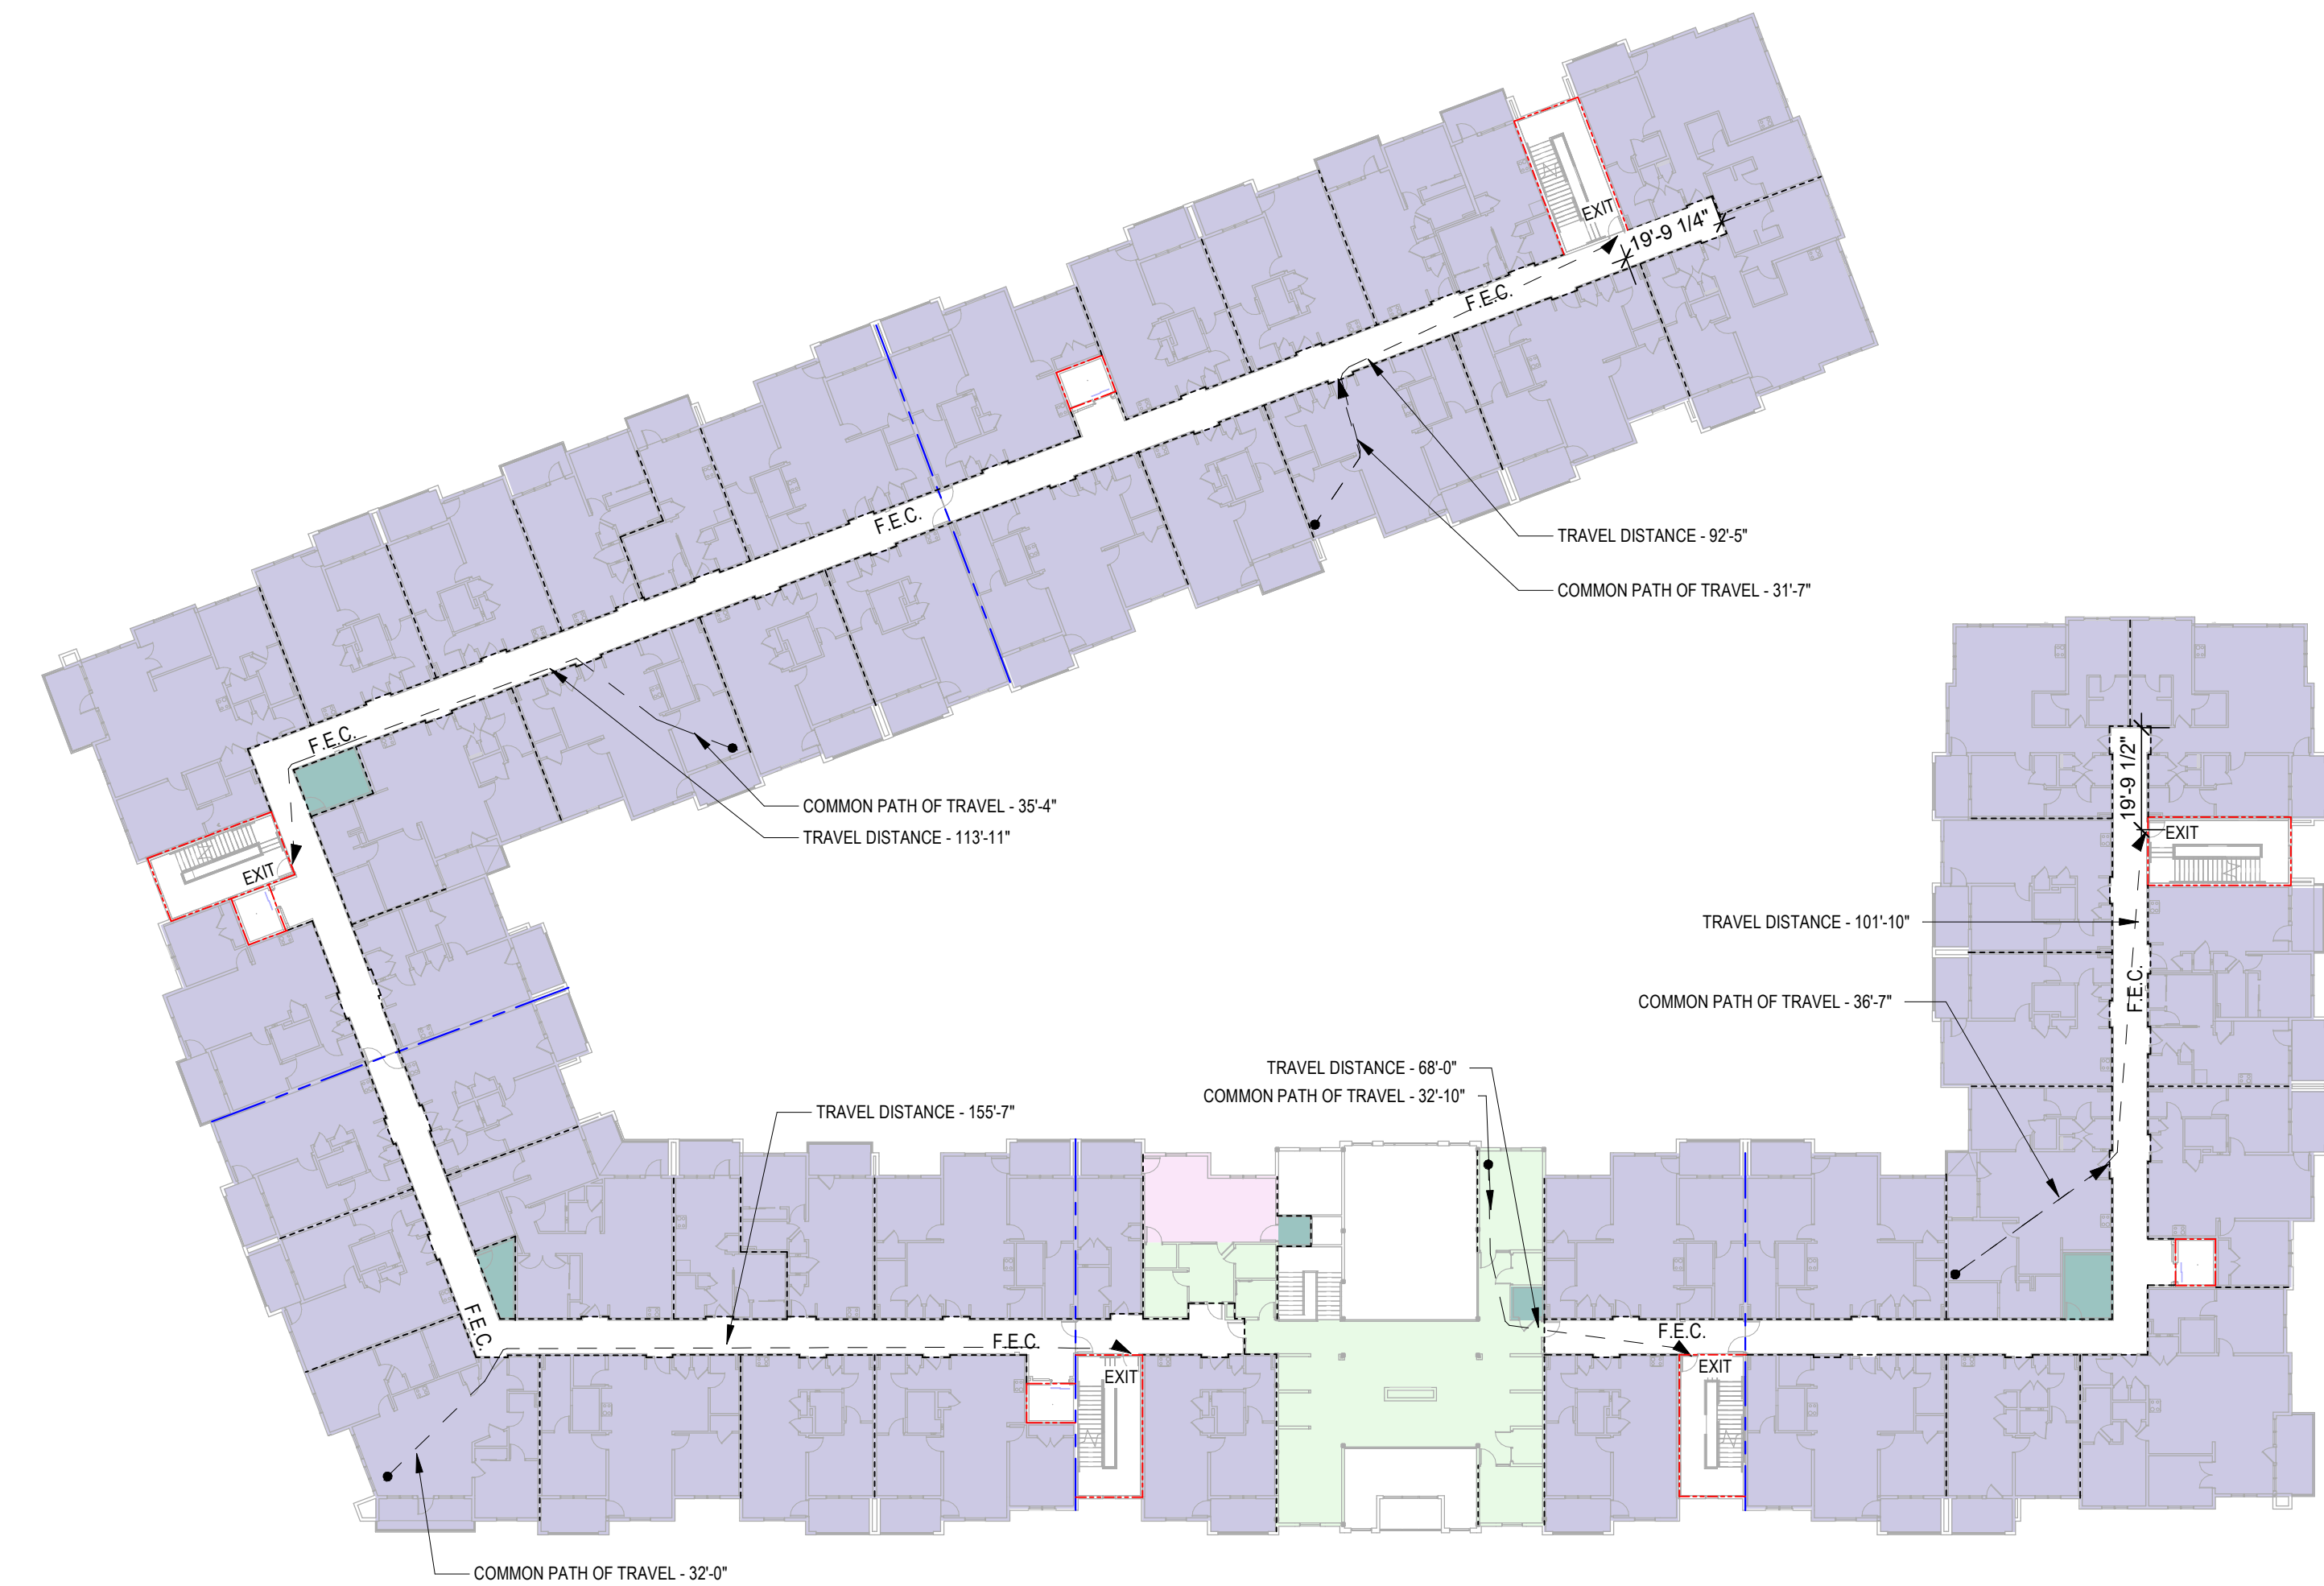 EXIT
19'-9 1/4"
F.E.C.
F.E.C.
TRAVEL DISTANCE - 92'-5"
COMMON PATH OF TRAVEL - 31'-7"
F.E.C.
COMMON PATH OF TRAVEL - 35'-4"
TRAVEL DISTANCE - 113'-11"
EXIT
19'-9 1/2"
EXIT
TRAVEL DISTANCE - 101'-10"
F.E.C.
COMMON PATH OF TRAVEL - 36'-7"
TRAVEL DISTANCE - 68'-0"
COMMON PATH OF TRAVEL - 32'-10"
TRAVEL DISTANCE - 155'-7"
F.E.C.
F.E.C.
EXIT
F.E.C.
EXIT
COMMON PATH OF TRAVEL - 32'-0"